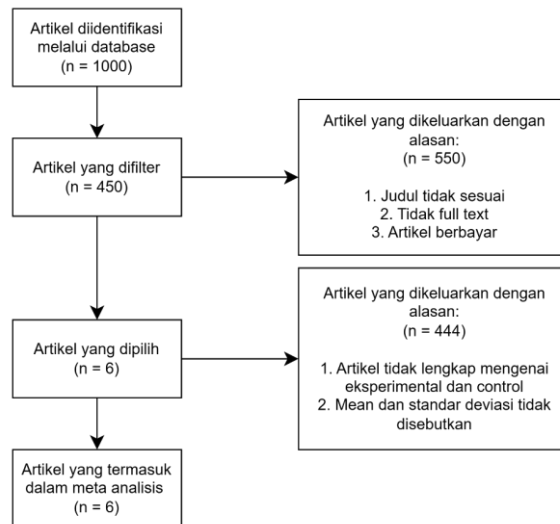 Artikel diidentifikasi
melalui database
(n = 1000)
Artikel yang difilter
(n = 450)
Artikel yang dikeluarkan dengan
alasan:
(n = 550)
1. Judul tidak sesuai
2. Tidak full text
3. Artikel berbayar
Artikel yang dipilih
(n = 6)
Artikel yang dikeluarkan dengan
alasan:
(n = 444)
1. Artikel tidak lengkap mengenai
eksperimental dan control
2. Mean dan standar deviasi tidak
disebutkan
Artikel yang termasuk
dalam meta analisis
(n = 6)